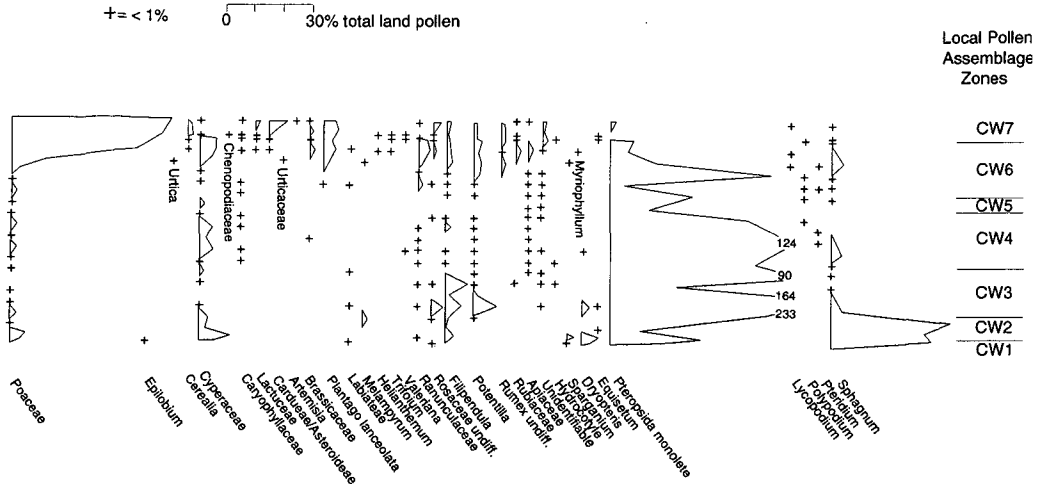 += < 1%
0 30% total land pollen
Local Pollen
Assemblage
Zones
CW7
CW6
CW5
CW4
CW3
CW2
CW1
Urtica
Chenopodiaceae
Urticaceae
Myriophyllum
124
90
164
233
Poaceae
Epilobium
Cerealia
Cyperaceae
Caryophyllaceae
Lactuceae
Cardueae/Asteroideae
Artemisia
Brassicaceae
Plantago lanceolata
Labiateae
Melampyrum
Helianthemum
Trifolium
Valeriana
Ranunculaceae
Rosaceae undiff.
Filipendula
Potentilla
Rumex undiff.
Rubiaceae
Apiaceae
Unidentifiable
Hydrocotyle
Sparganium
Dryopteris
Equisetum
Pteropsida monolete
Lycopodium
Polypodium
Pteridium
Sphagnum